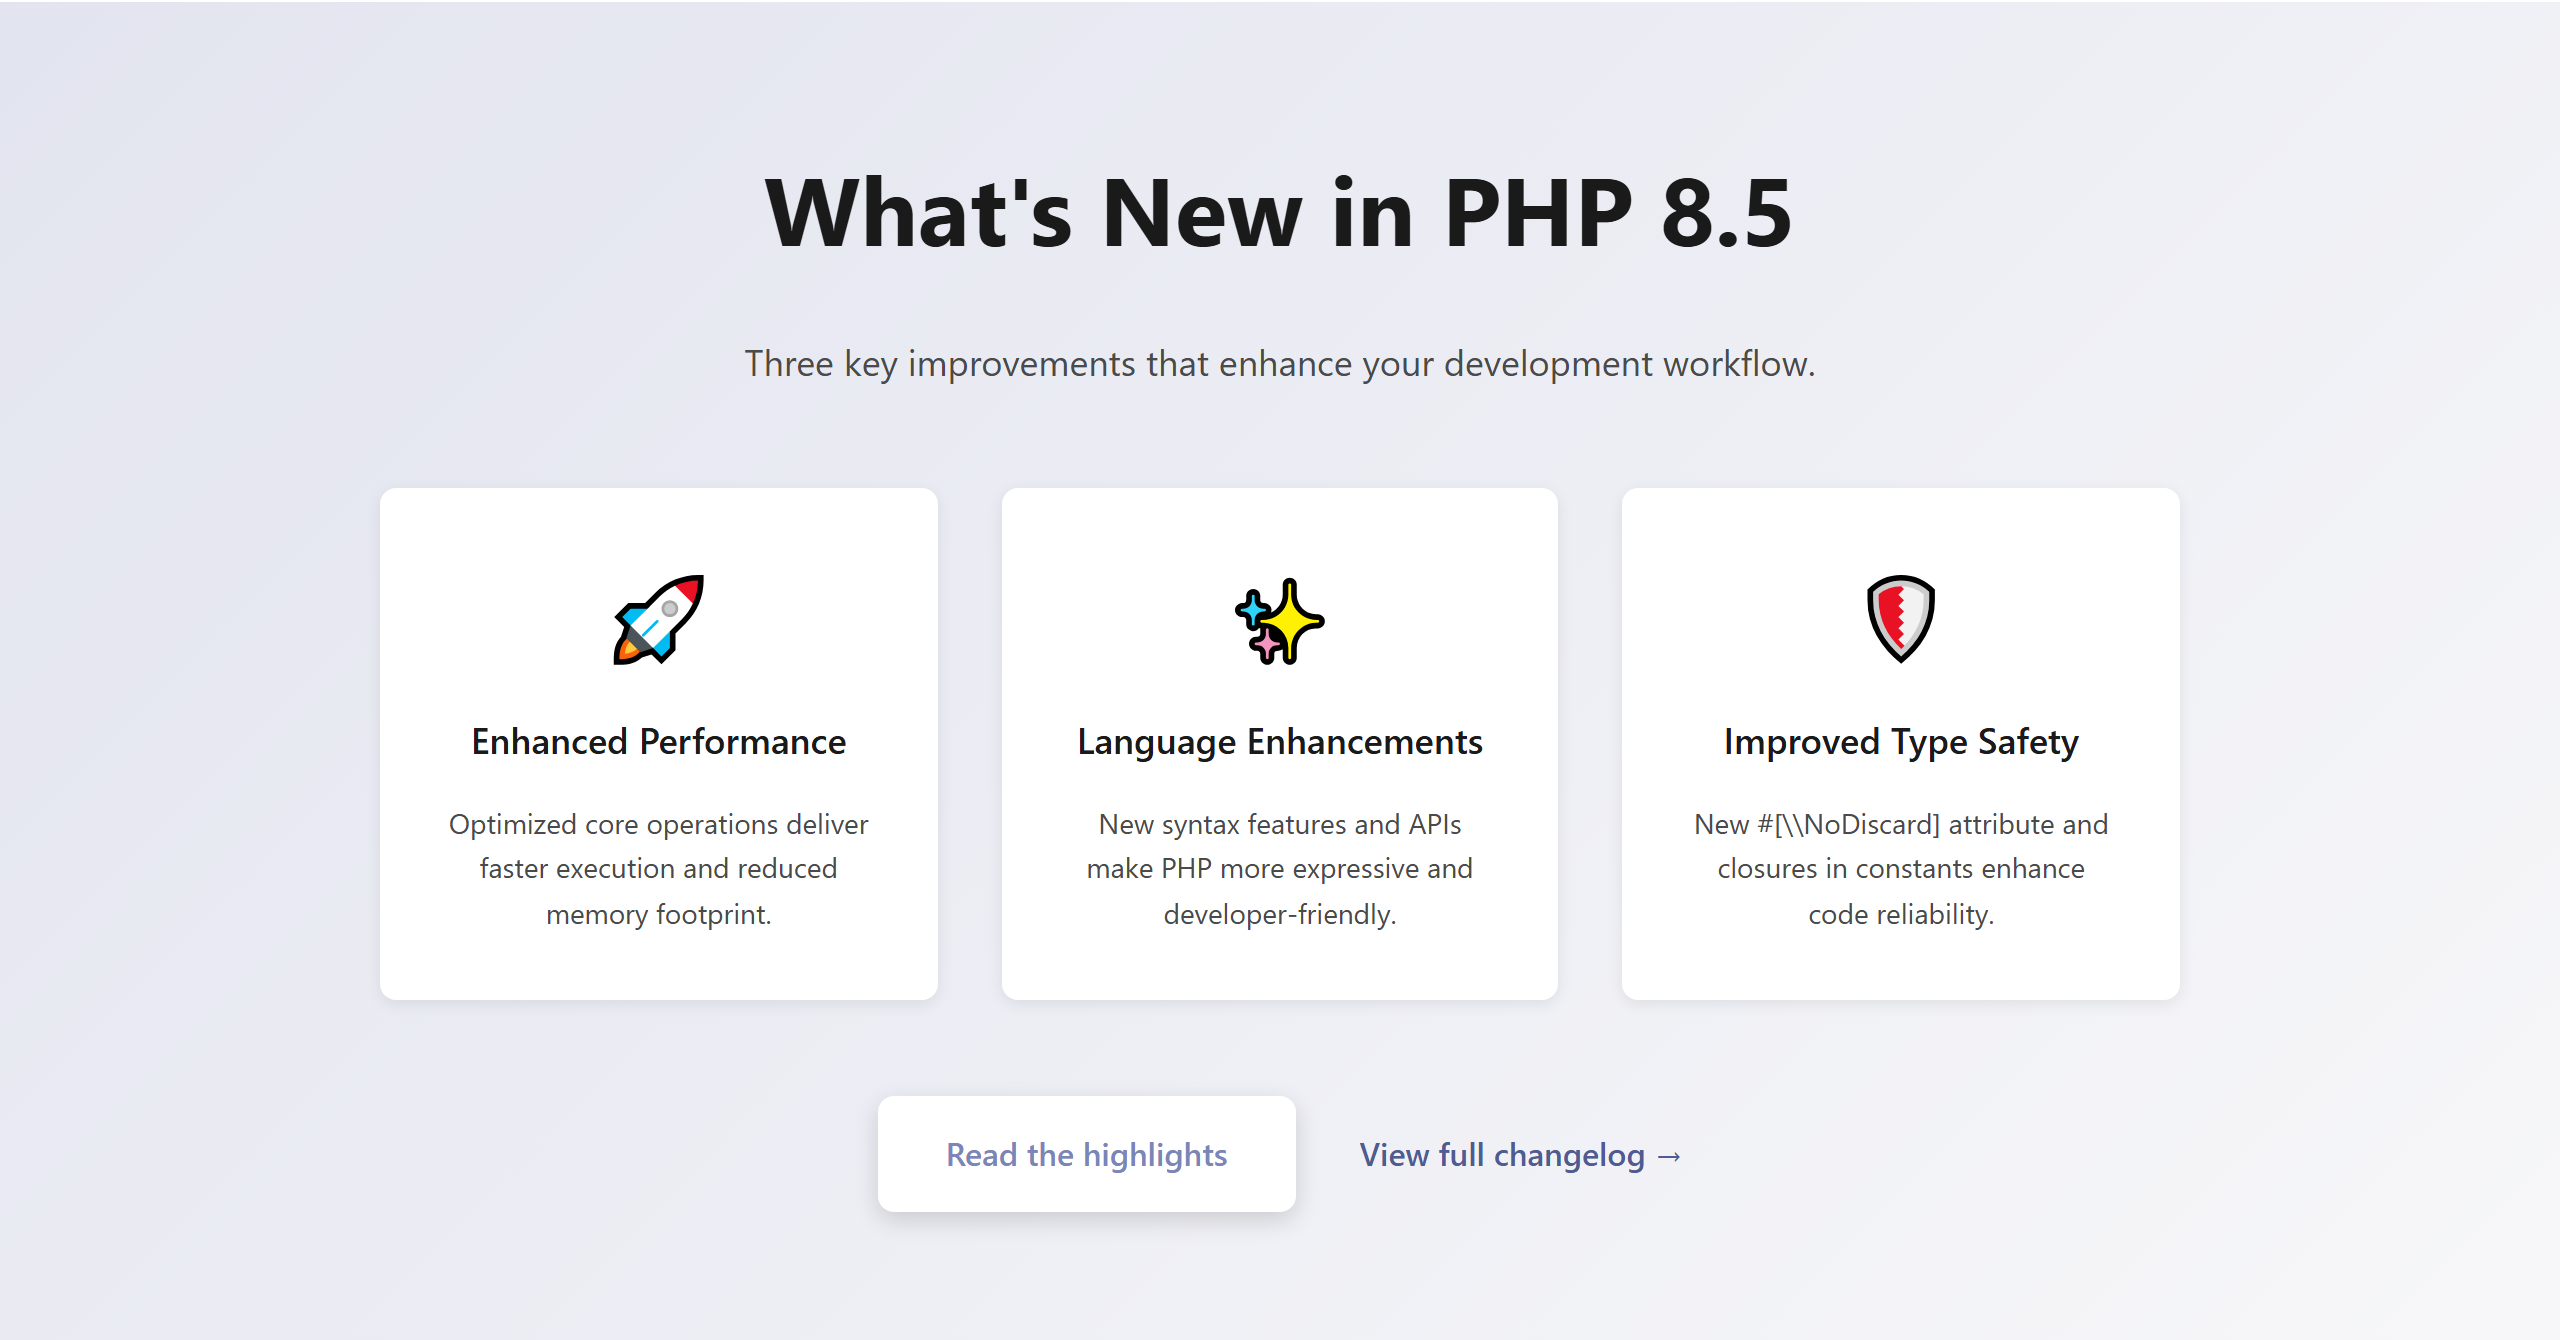 What's New in PHP 8.5
Three key improvements that enhance your development workflow.
Enhanced Performance
Optimized core operations deliver
faster execution and reduced
memory footprint.
Language Enhancements
New syntax features and APIs
make PHP more expressive and
developer-friendly.
Improved Type Safety
New #[\\NoDiscard] attribute and
closures in constants enhance
code reliability.
Read the highlights
View full changelog →